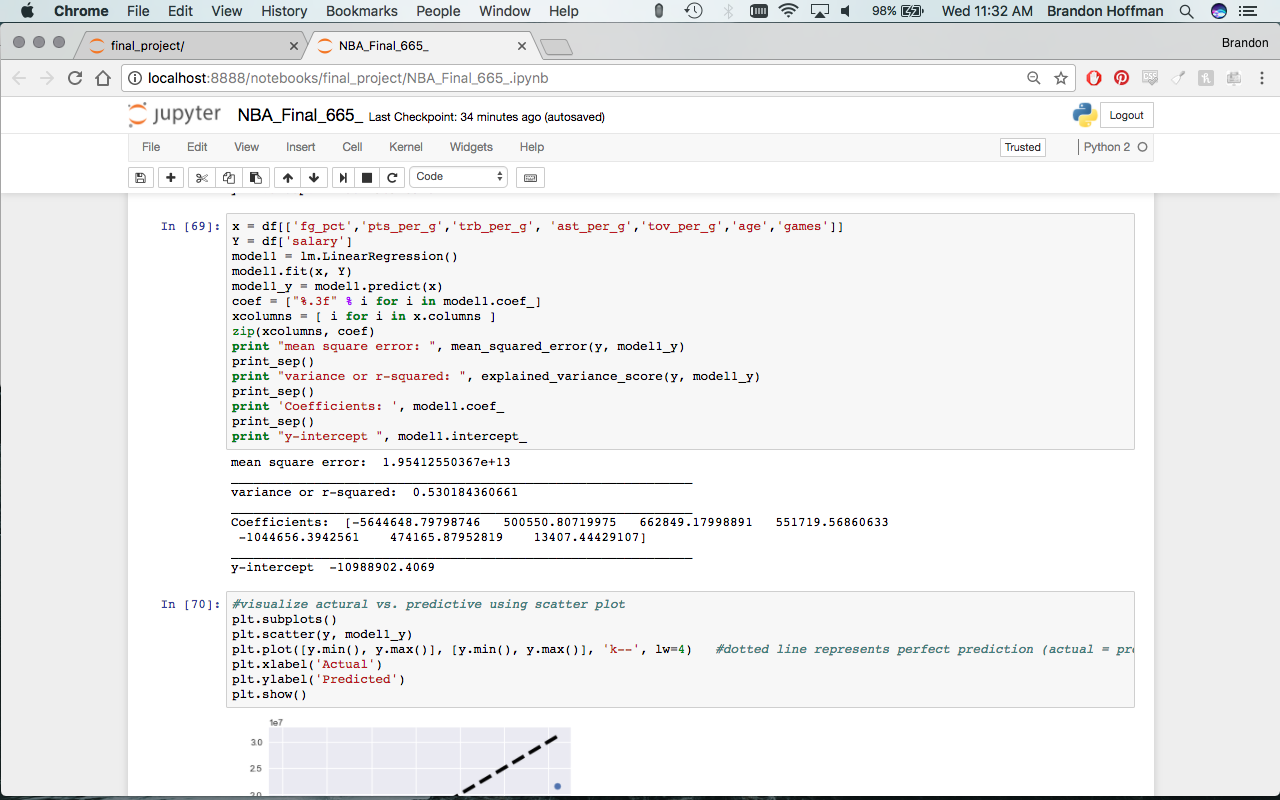 Chrome File Edit View History Bookmarks People Window Help 98% Wed 11:32 AM Brandon Hoffman
final_project/ NBA_Final_665_ Brandon
localhost:8888/notebooks/final_project/NBA_Final_665_.ipynb
jupyter NBA_Final_665_ Last Checkpoint: 34 minutes ago (autosaved) Logout
File Edit View Insert Cell Kernel Widgets Help Trusted Python 2
Code
In [69]: x = df[['fg_pct','pts_per_g','trb_per_g', 'ast_per_g','tov_per_g','age','games']]
Y = df['salary']
model1 = lm.LinearRegression()
model1.fit(x, Y)
model1_y = model1.predict(x)
coef = ["%.3f" % i for i in model1.coef_]
xcolumns = [ i for i in x.columns ]
zip(xcolumns, coef)
print "mean square error: ", mean_squared_error(y, model1_y)
print_sep()
print "variance or r-squared: ", explained_variance_score(y, model1_y)
print_sep()
print 'Coefficients: ', model1.coef_
print_sep()
print "y-intercept ", model1.intercept_
mean square error:  1.95412550367e+13
variance or r-squared:  0.530184360661
Coefficients:  [-5644648.79798746   500550.80719975   662849.17998891   551719.56860633
-1044656.3942561    474165.87952819    13407.44429107]
y-intercept  -10988902.4069
In [70]: #visualize actural vs. predictive using scatter plot
plt.subplots()
plt.scatter(y, model1_y)
plt.plot([y.min(), y.max()], [y.min(), y.max()], 'k--', lw=4)   #dotted line represents perfect prediction (actual = pre
plt.xlabel('Actual')
plt.ylabel('Predicted')
plt.show()
1e7
3.0
2.5
2.0